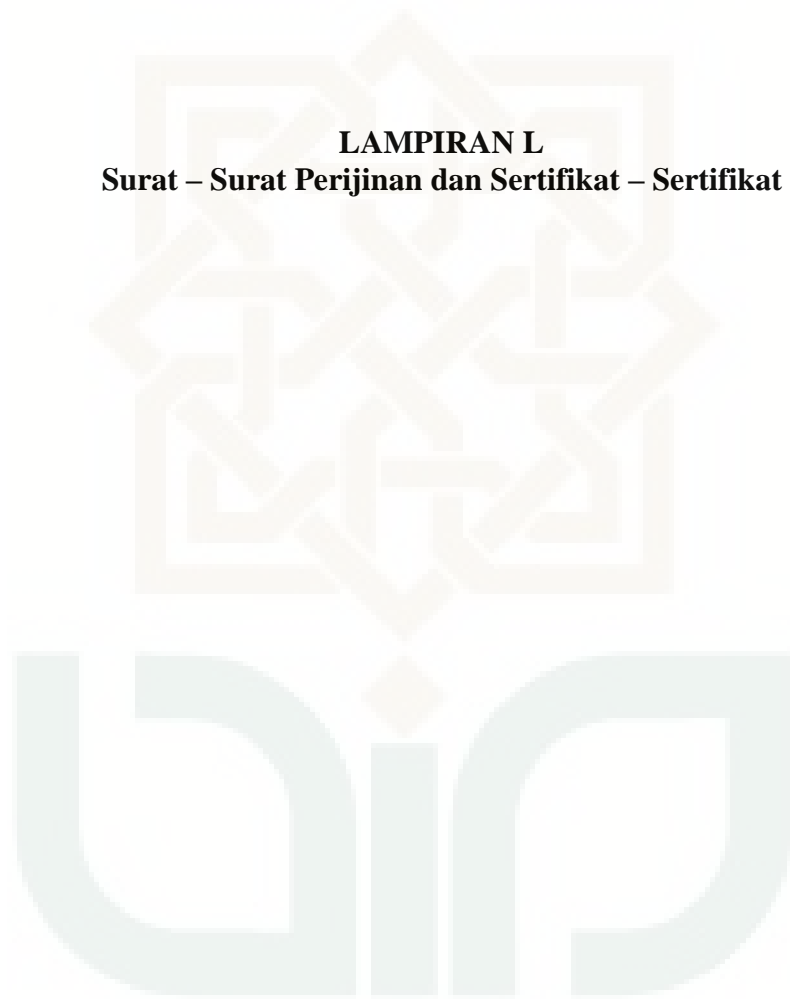 LAMPIRAN L
Surat – Surat Perijinan dan Sertifikat – Sertifikat